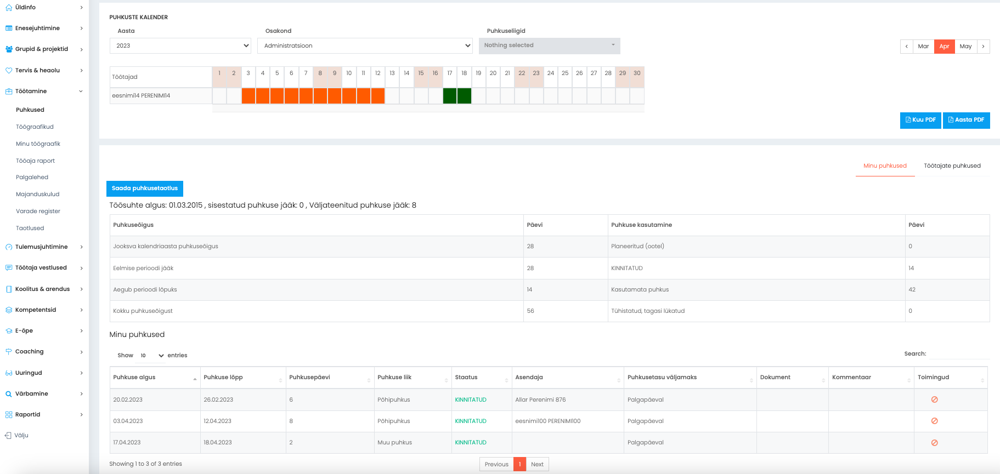 Üldinfo
Enesejuhtimine
Grupid & projektid
Tervis & heaolu
Töötamine
Puhkused
Töögraafikud
Minu töögraafik
Tööaja raport
Palgalehed
Majanduskulud
Varade register
Taotlused
Tulemusjuhtimine
Töötaja vestlused
Koolitus & arendus
Kompetentsid
E-õpe
Coaching
Uuringud
Värbamine
Raportid
Välju
PUHKUSTE KALENDER
Aasta Osakond Puhkuseliigid
2023 Administratsioon Nothing selected
< Mar Apr May >
Töötajad 1 2 3 4 5 6 7 8 9 10 11 12 13 14 15 16 17 18 19 20 21 22 23 24 25 26 27 28 29 30
eesnimi14 PERENIMI14
Kuu PDF Aasta PDF
Minu puhkused Töötajate puhkused
Saada puhkusetaotlus
Töösuhte algus: 01.03.2015 , sisestatud puhkuse jääk: 0 , Väljateenitud puhkuse jääk: 8
Puhkuseõigus Päevi Puhkuse kasutamine Päevi
Jooksva kalendriaasta puhkuseõigus 28 Planeeritud (ootel) 0
Eelmise perioodi jääk 28 KINNITATUD 14
Aegub perioodi lõpuks 14 Kasutamata puhkus 42
Kokku puhkuseõigust 56 Tühistatud, tagasi lükatud 0
Minu puhkused
Show 10 entries Search:
Puhkuse algus Puhkuse lõpp Puhkusepäevi Puhkuse liik Staatus Asendaja Puhkusetasu väljamaks Dokument Kommentaar Toimingud
20.02.2023 26.02.2023 6 Põhipuhkus KINNITATUD Allar Perenimi 876 Palgapäeval
03.04.2023 12.04.2023 8 Põhipuhkus KINNITATUD eesnimi100 PERENIMI100 Palgapäeval
17.04.2023 18.04.2023 2 Muu puhkus KINNITATUD Palgapäeval
Showing 1 to 3 of 3 entries Previous 1 Next